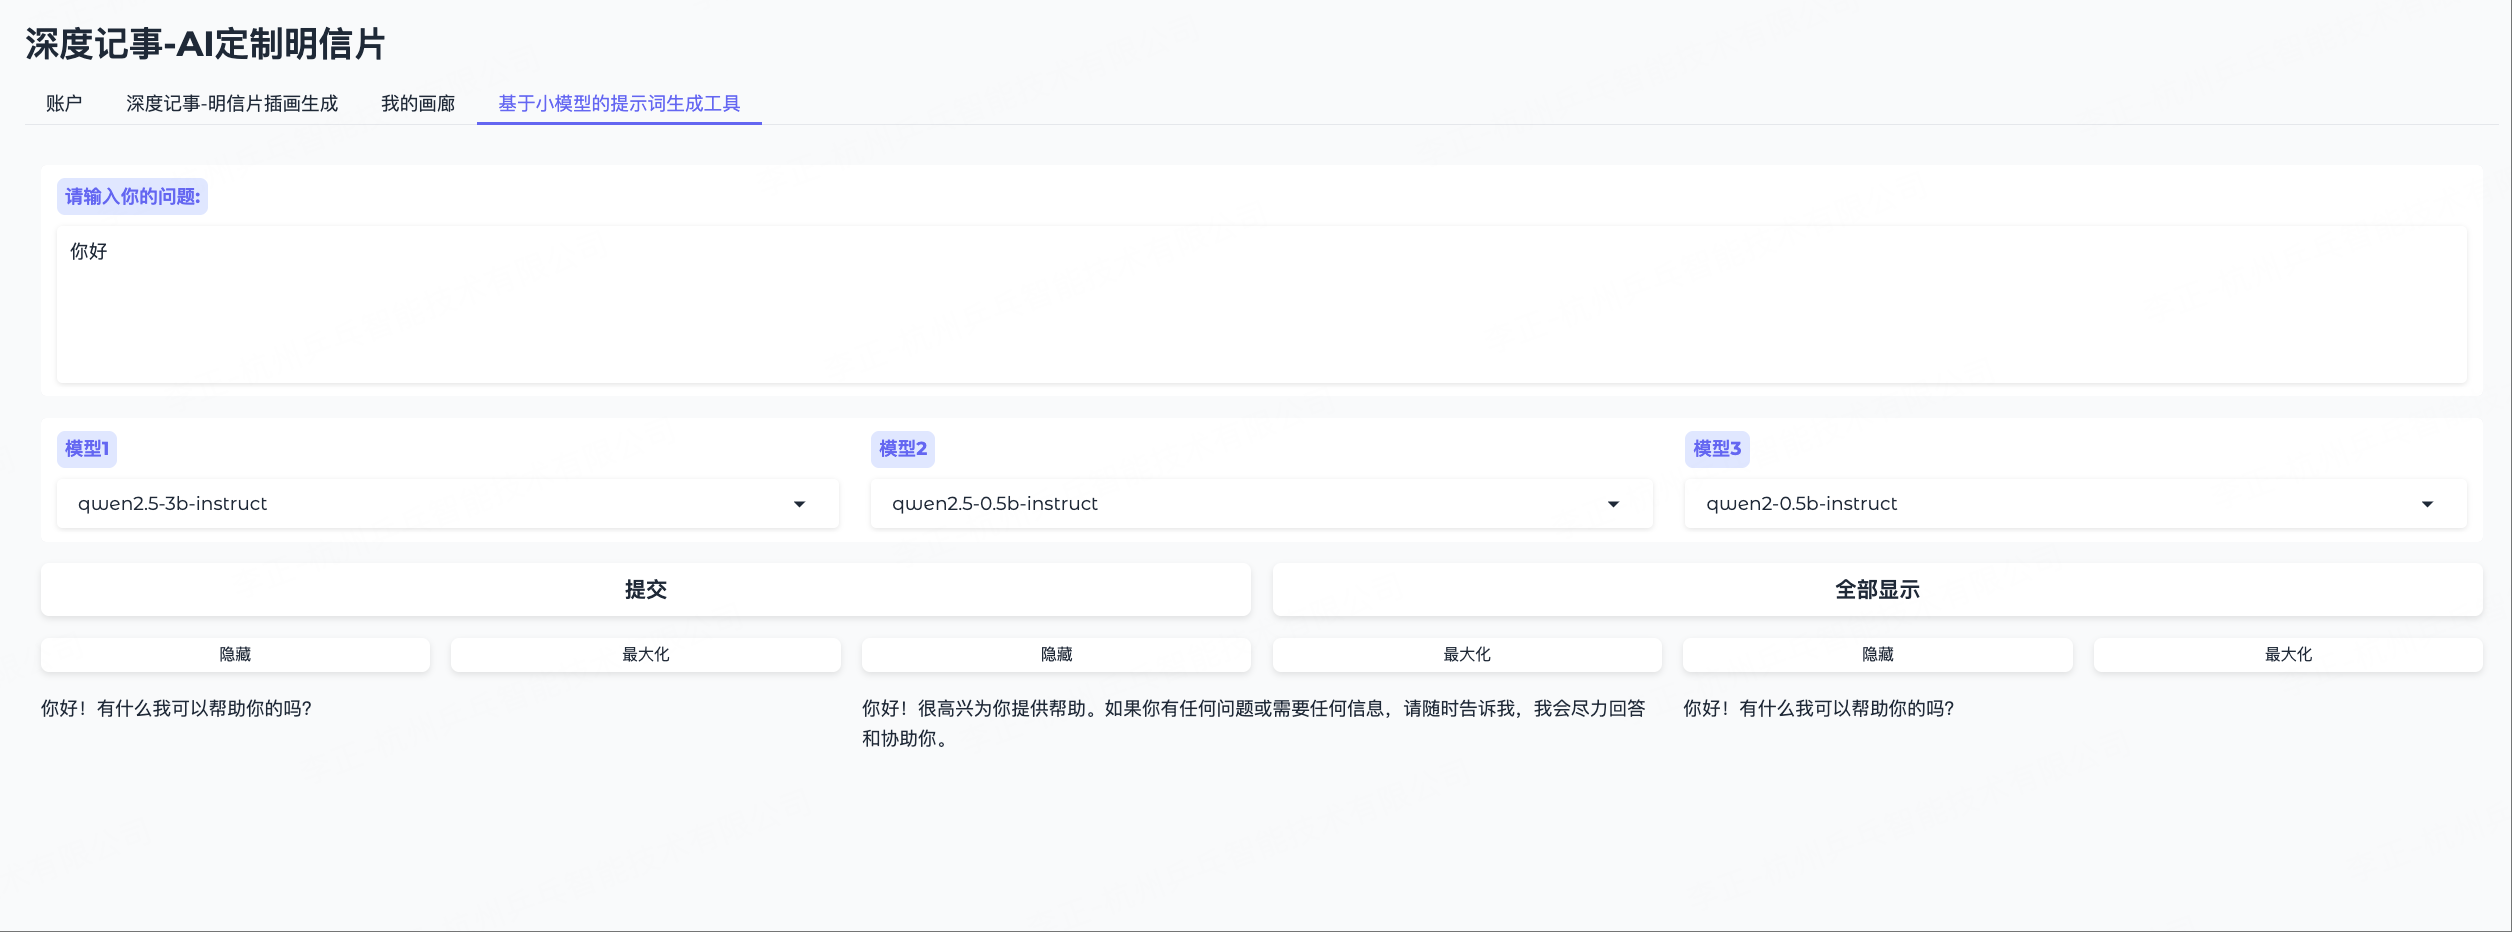 深度记事-AI定制明信片
账户 深度记事-明信片插画生成 我的画廊 基于小模型的提示词生成工具
请输入你的问题:
你好
模型1 模型2 模型3
qwen2.5-3b-instruct qwen2.5-0.5b-instruct qwen2-0.5b-instruct
提交 全部显示
隐藏 最大化 隐藏 最大化 隐藏 最大化
你好！有什么我可以帮助你的吗？
你好！很高兴为你提供帮助。如果你有任何问题或需要任何信息，请随时告诉我，我会尽力回答
和协助你。
你好！有什么我可以帮助你的吗？